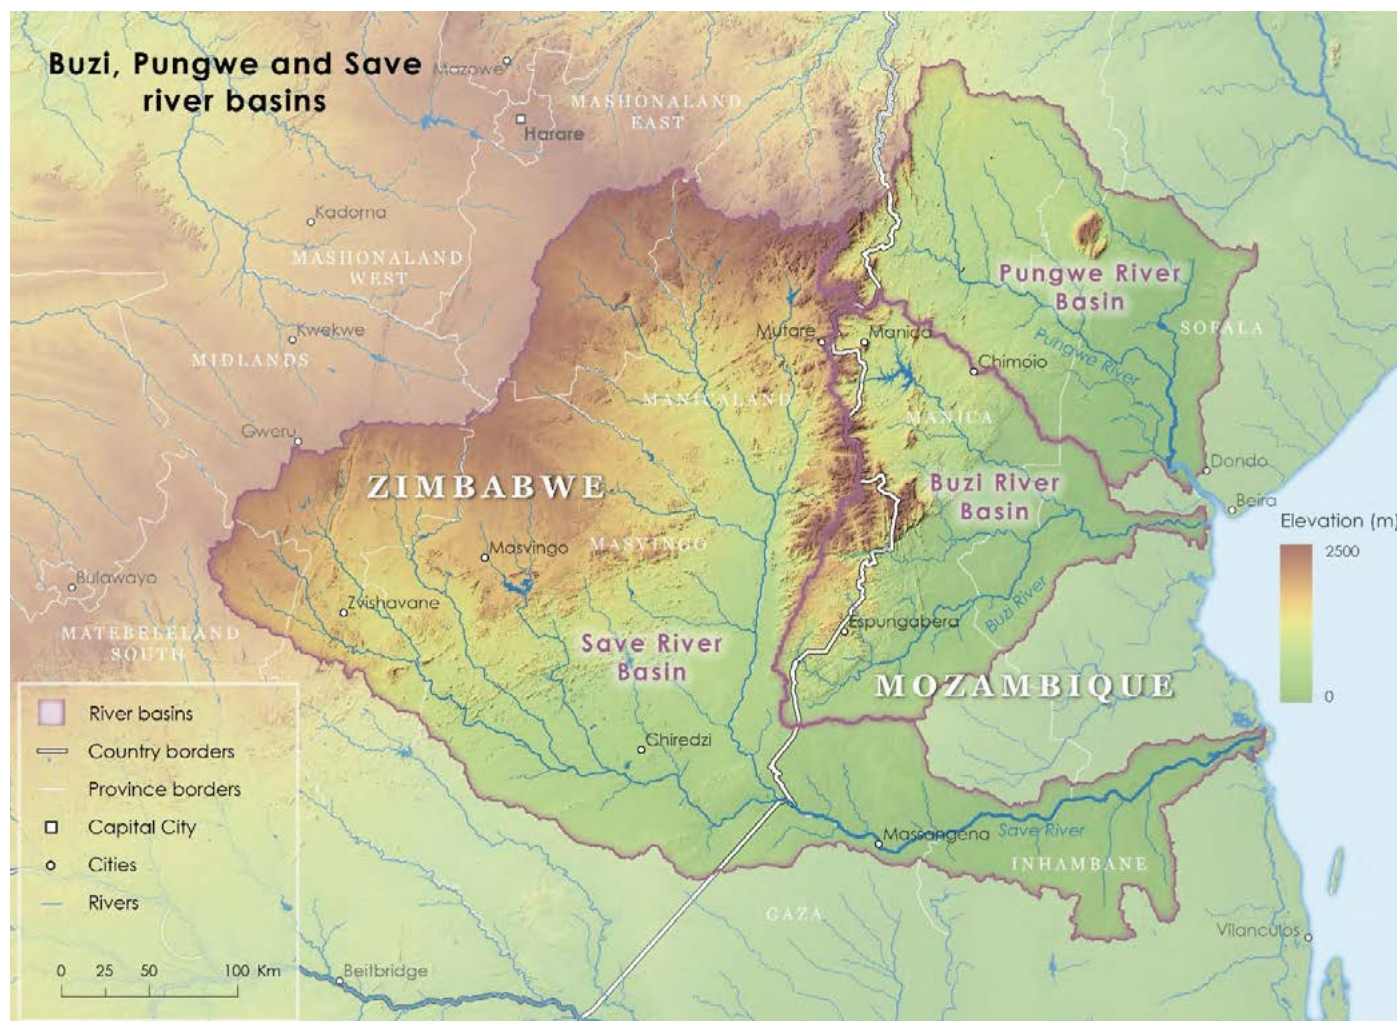 Buzi, Pungwe and Save
river basins
Mazowe
MASHONALAND
EAST
Harare
Kadoma
MASHONALAND
WEST
Pungwe River
Basin
Kwekwe
MIDLANDS
Mutare
Manica
SOFALA
Chimoio
Pungwe River
MANICALAND
MANICA
Gweru
ZIMBABWE
Dondo
Buzi River
Basin
Beira
Elevation (m)
2500
0
Masvingo
MASVINGO
Bulawayo
Zvishavane
Buzi River
Espungabera
MATEBELELAND
SOUTH
Save River
Basin
MOZAMBIQUE
Chiredzi
Massangena
Save River
INHAMBANE
GAZA
Vilanculos
Beitbridge
River basins
Country borders
Province borders
Capital City
Cities
Rivers
0 25 50 100 Km